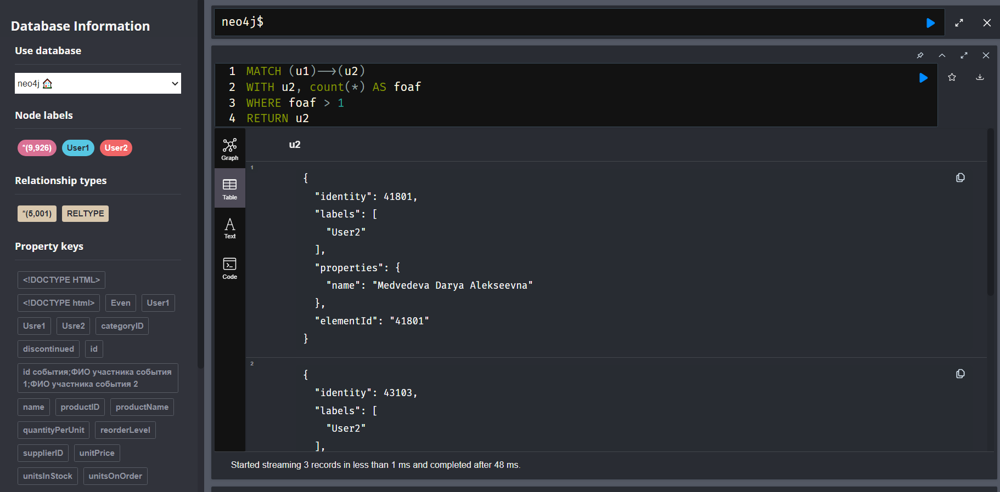 Database Information
Use database
neo4j
Node labels
*(9,926) User1 User2
Relationship types
*(5,001) RELTYPE
Property keys
<!DOCTYPE HTML>
<!DOCTYPE html> Even User1
Usre1 Usre2 categoryID
discontinued id
id события;ФИО участника события
1;ФИО участника события 2
name productID productName
quantityPerUnit reorderLevel
supplierID unitPrice
unitsInStock unitsOnOrder
neo4j$
1 MATCH (u1)-->(u2)
2 WITH u2, count(*) AS foaf
3 WHERE foaf > 1
4 RETURN u2
Graph
Table
Text
Code
u2
1
{
"identity": 41801,
"labels": [
"User2"
],
"properties": {
"name": "Medvedeva Darya Alekseevna"
},
"elementId": "41801"
}
2
{
"identity": 43103,
"labels": [
"User2"
],
Started streaming 3 records in less than 1 ms and completed after 48 ms.